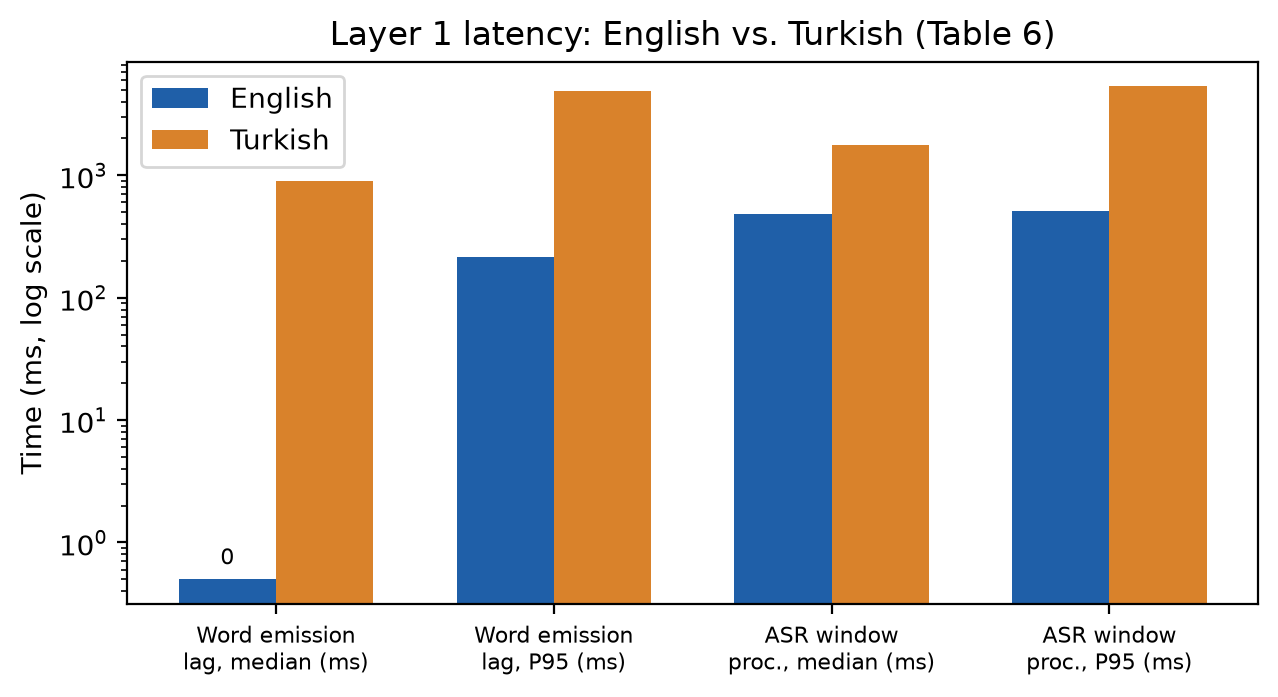 Layer 1 latency: English vs. Turkish (Table 6)
English
Turkish
Time (ms, log scale)
10³
10²
10¹
10⁰
0
Word emission
lag, median (ms)
Word emission
lag, P95 (ms)
ASR window
proc., median (ms)
ASR window
proc., P95 (ms)